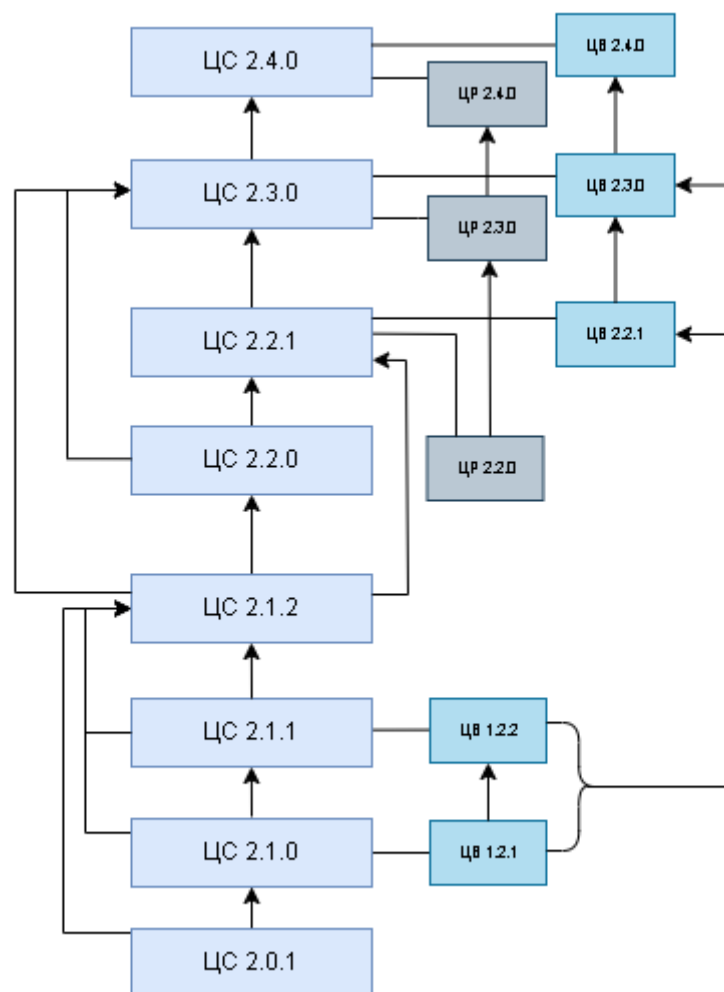 ЦС 2.4.0
ЦВ 2.4.0
ЦР 2.4.0
ЦС 2.3.0
ЦВ 2.3.0
ЦР 2.3.0
ЦС 2.2.1
ЦВ 2.2.1
ЦС 2.2.0
ЦР 2.2.0
ЦС 2.1.2
ЦС 2.1.1
ЦВ 1.2.2
ЦС 2.1.0
ЦВ 1.2.1
ЦС 2.0.1